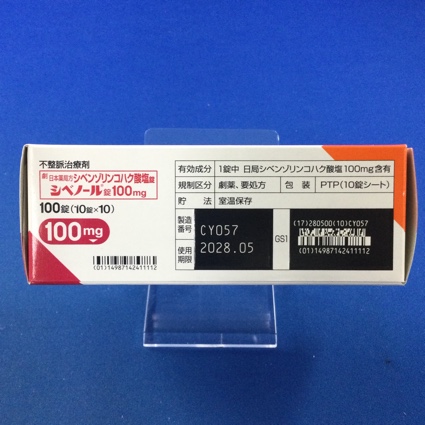 不整脈治療剤
劇 日本薬局方 シベンゾリンコハク酸塩錠
シベノール錠100mg
100錠(10錠×10)
100mg
(01)14987142411112
有効成分 1錠中 日局シベンゾリンコハク酸塩100mg含有
規制区分 劇薬、要処方 包装 PTP(10錠シート)
貯法 室温保存
製造番号 CY057
使用期限 2028.05
GS1
(17)280500(10)CY057
(01)14987142411112